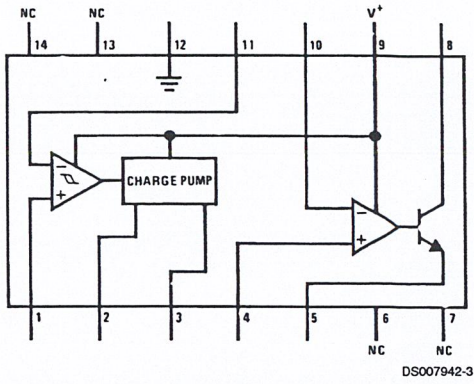 NC NC V+
14 13 12 11 10 9 8
− +
CHARGE PUMP
− +
1 2 3 4 5 6 7
NC NC
DS007942-3